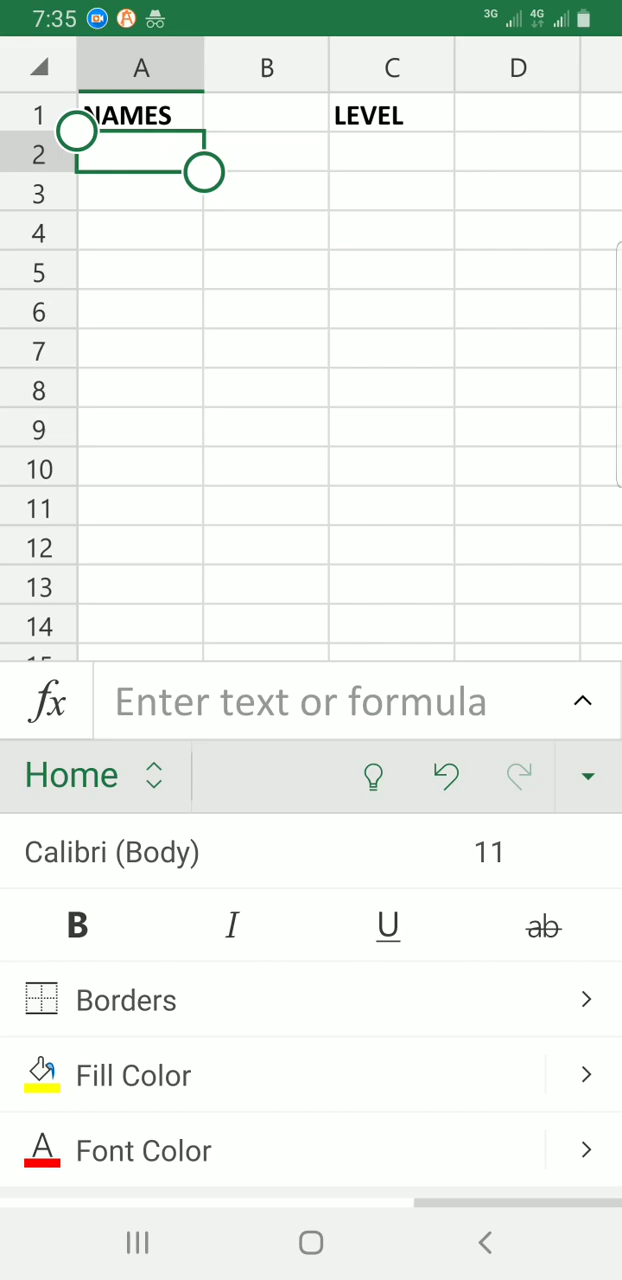 7:35 3G 4G
A B C D
1 NAMES LEVEL
2
3
4
5
6
7
8
9
10
11
12
13
14
fx Enter text or formula
Home
Calibri (Body) 11
B I U ab
Borders
Fill Color
A Font Color